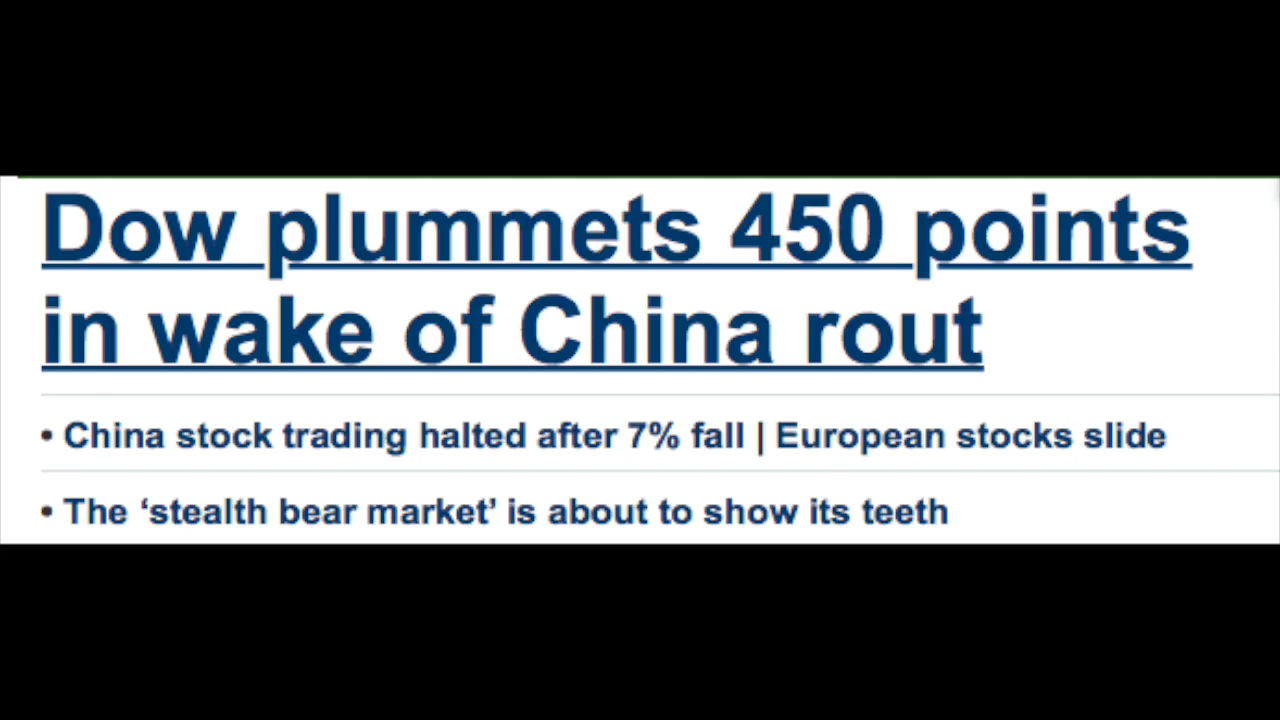 Dow plummets 450 points
in wake of China rout
• China stock trading halted after 7% fall | European stocks slide
• The ‘stealth bear market’ is about to show its teeth